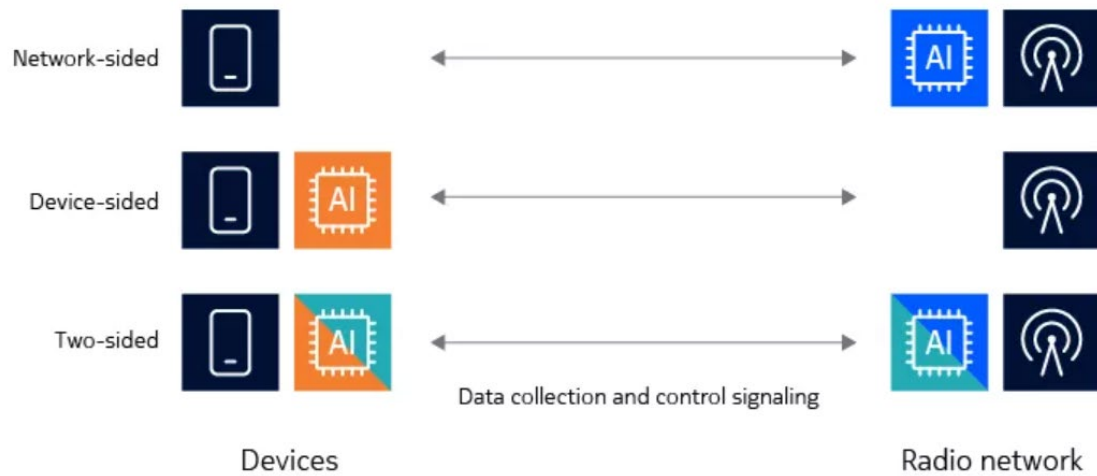 Network-sided
AI
Device-sided
AI
Two-sided
AI
AI
Data collection and control signaling
Devices
Radio network